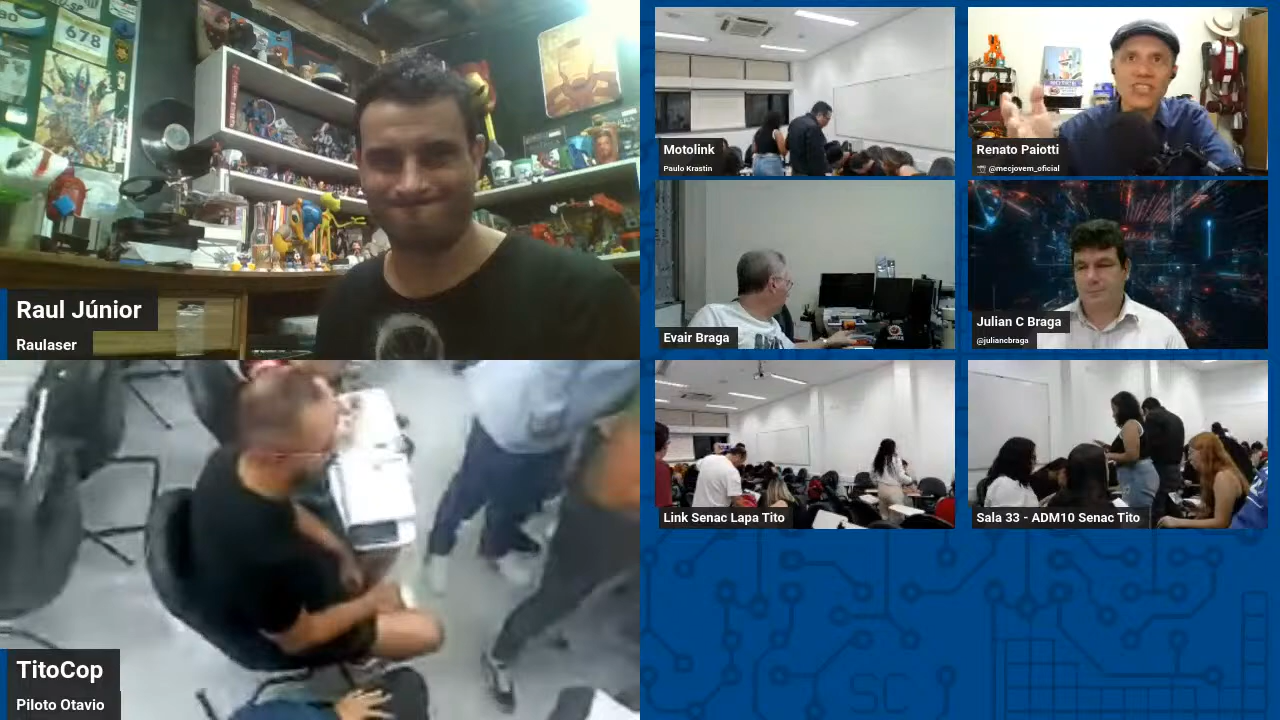 678
Raul Júnior
Raulaser
TitoCop
Piloto Otavio
Motolink
Paulo Krastin
Renato Paiotti
@mecjovem_oficial
Evair Braga
Julian C Braga
@juliancbraga
Link Senac Lapa Tito
Sala 33 - ADM10 Senac Tito
SC